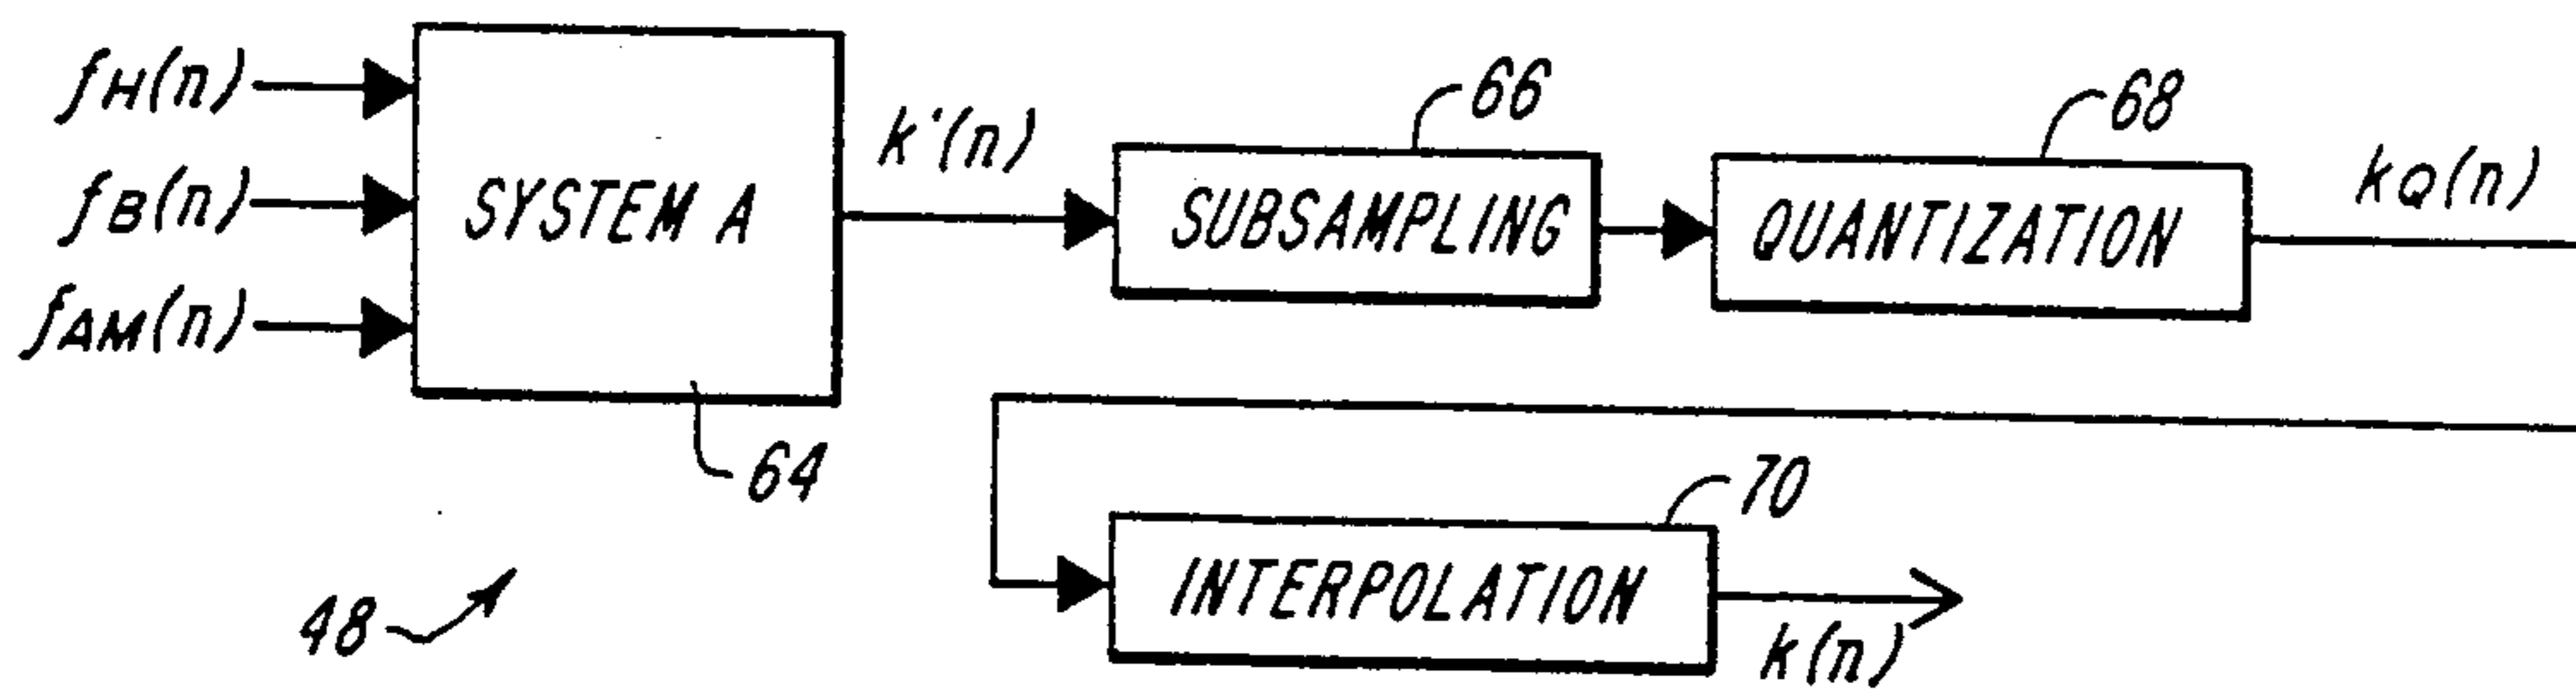 fH(n)
fB(n)
fAM(n)
SYSTEM A
64
k'(n)
66
SUBSAMPLING
68
QUANTIZATION
kQ(n)
70
INTERPOLATION
k(n)
48